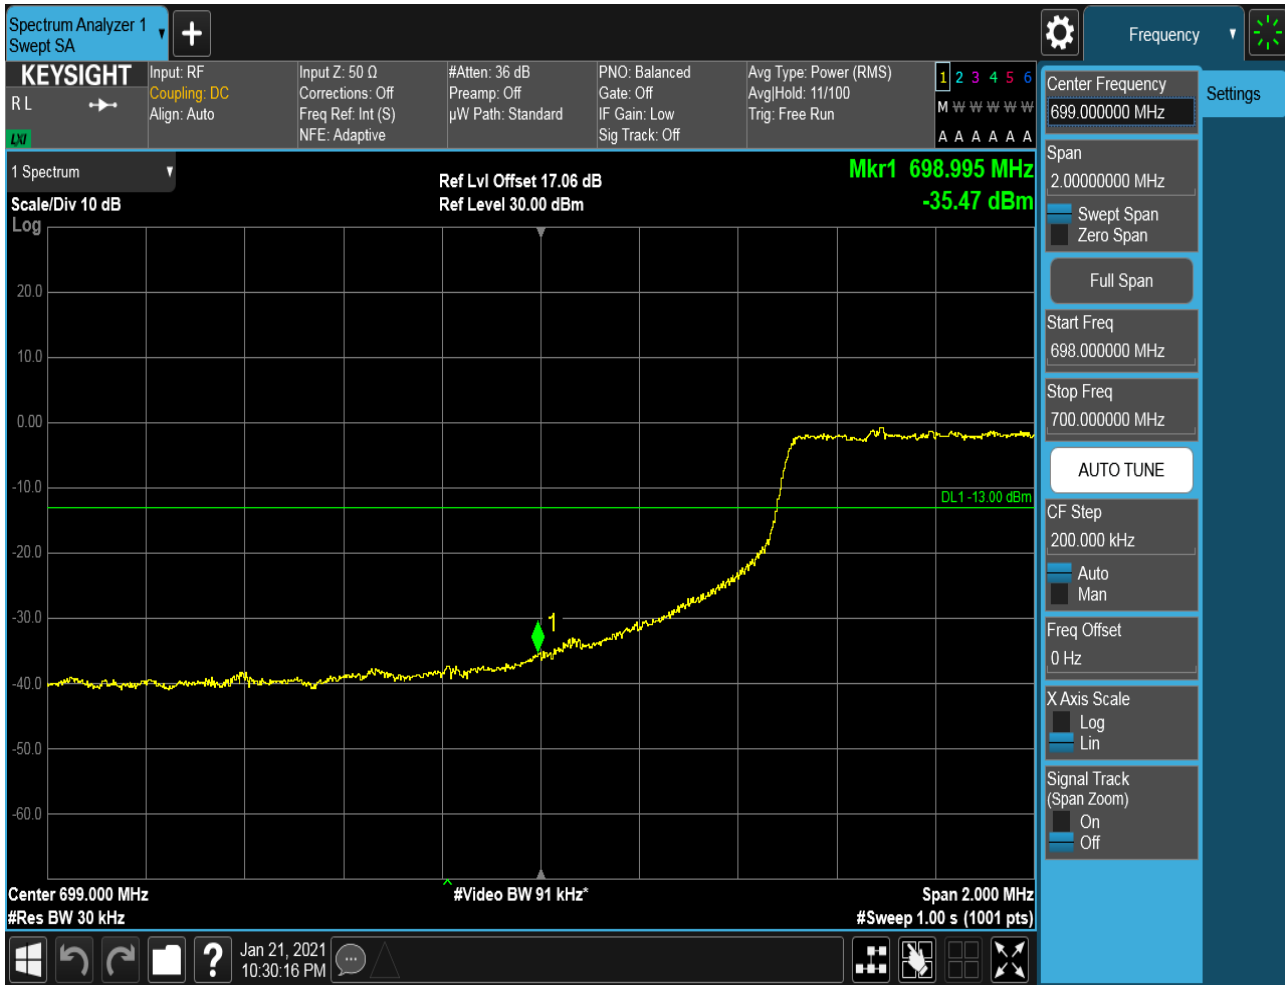 Spectrum Analyzer 1
Swept SA
Frequency
KEYSIGHT
R L
LXI
Input: RF
Coupling: DC
Align: Auto
Input Z: 50 Ω
Corrections: Off
Freq Ref: Int (S)
NFE: Adaptive
#Atten: 36 dB
Preamp: Off
µW Path: Standard
PNO: Balanced
Gate: Off
IF Gain: Low
Sig Track: Off
Avg Type: Power (RMS)
Avg|Hold: 11/100
Trig: Free Run
1 2 3 4 5 6
M W W W W W
A A A A A A
Center Frequency
699.000000 MHz
Settings
Span
2.00000000 MHz
Swept Span
Zero Span
Full Span
Start Freq
698.000000 MHz
Stop Freq
700.000000 MHz
AUTO TUNE
CF Step
200.000 kHz
Auto
Man
Freq Offset
0 Hz
X Axis Scale
Log
Lin
Signal Track
(Span Zoom)
On
Off
1 Spectrum
Scale/Div 10 dB
Log
Ref Lvl Offset 17.06 dB
Ref Level 30.00 dBm
Mkr1 698.995 MHz
-35.47 dBm
20.0
10.0
0.00
-10.0
DL1 -13.00 dBm
-20.0
-30.0
1
-40.0
-50.0
-60.0
Center 699.000 MHz
#Video BW 91 kHz*
Span 2.000 MHz
#Res BW 30 kHz
#Sweep 1.00 s (1001 pts)
?
Jan 21, 2021
10:30:16 PM